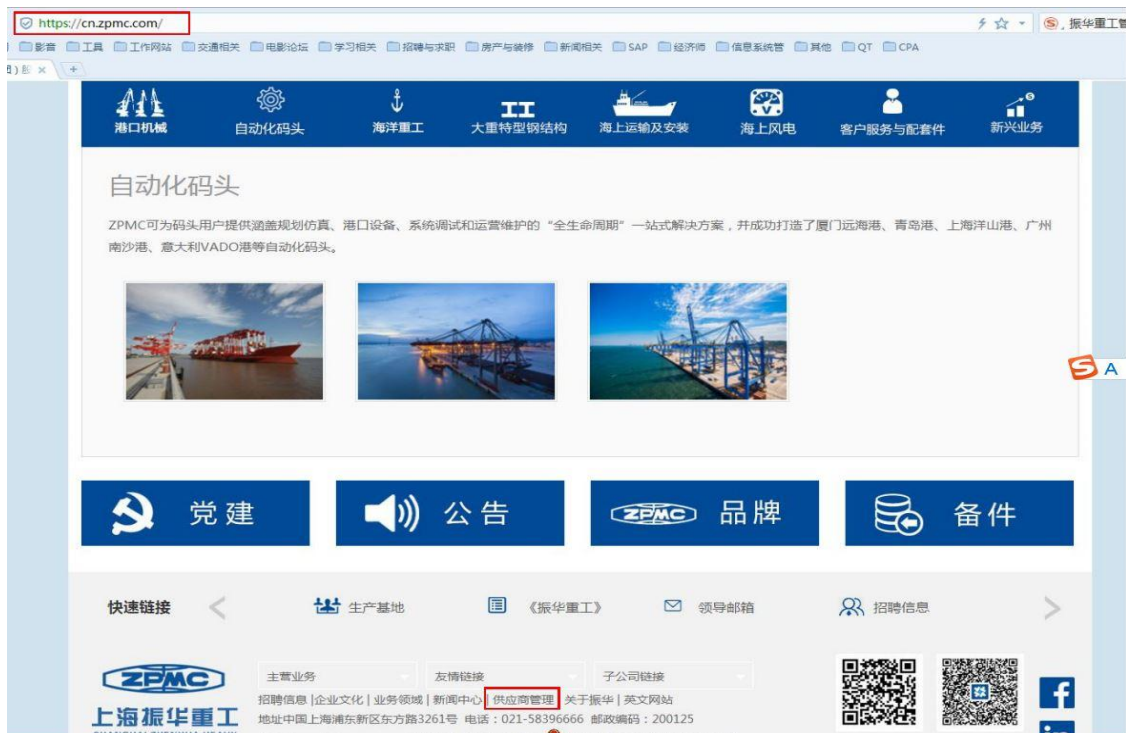 https://cn.zpmc.com/
振华重工管
影音 工具 工作网站 交通相关 电影论坛 学习相关 招聘与求职 房产与装修 新闻相关 SAP 经济师 信息系统管 其他 QT CPA
港口机械 自动化码头 海洋重工 大重特型钢结构 海上运输及安装 海上风电 客户服务与配套件 新兴业务
自动化码头
ZPMC可为码头用户提供涵盖规划仿真、港口设备、系统调试和运营维护的“全生命周期”一站式解决方案，并成功打造了厦门远海港、青岛港、上海洋山港、广州
南沙港、意大利VADO港等自动化码头。
A
党建 公告 ZPMC 品牌 备件
快速链接 生产基地 《振华重工》 领导邮箱 招聘信息
ZPMC
上海振华重工
主营业务 友情链接 子公司链接
招聘信息 |企业文化 | 业务领域 | 新闻中心 | 供应商管理 | 关于振华 | 英文网站
地址中国上海浦东新区东方路3261号 电话：021-58396666 邮政编码：200125